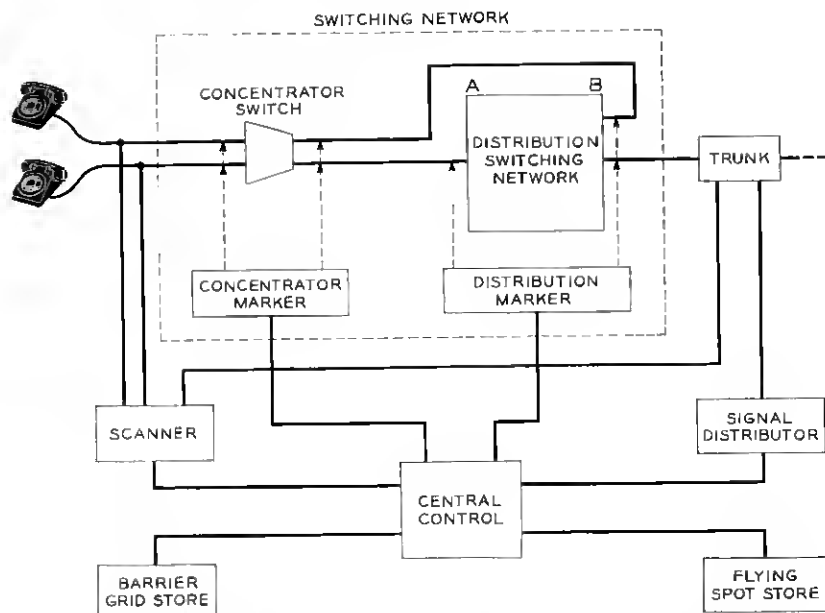 SWITCHING NETWORK
CONCENTRATOR
SWITCH
A
B
DISTRIBUTION
SWITCHING
NETWORK
TRUNK
CONCENTRATOR
MARKER
DISTRIBUTION
MARKER
SCANNER
SIGNAL
DISTRIBUTOR
CENTRAL
CONTROL
BARRIER
GRID STORE
FLYING
SPOT STORE